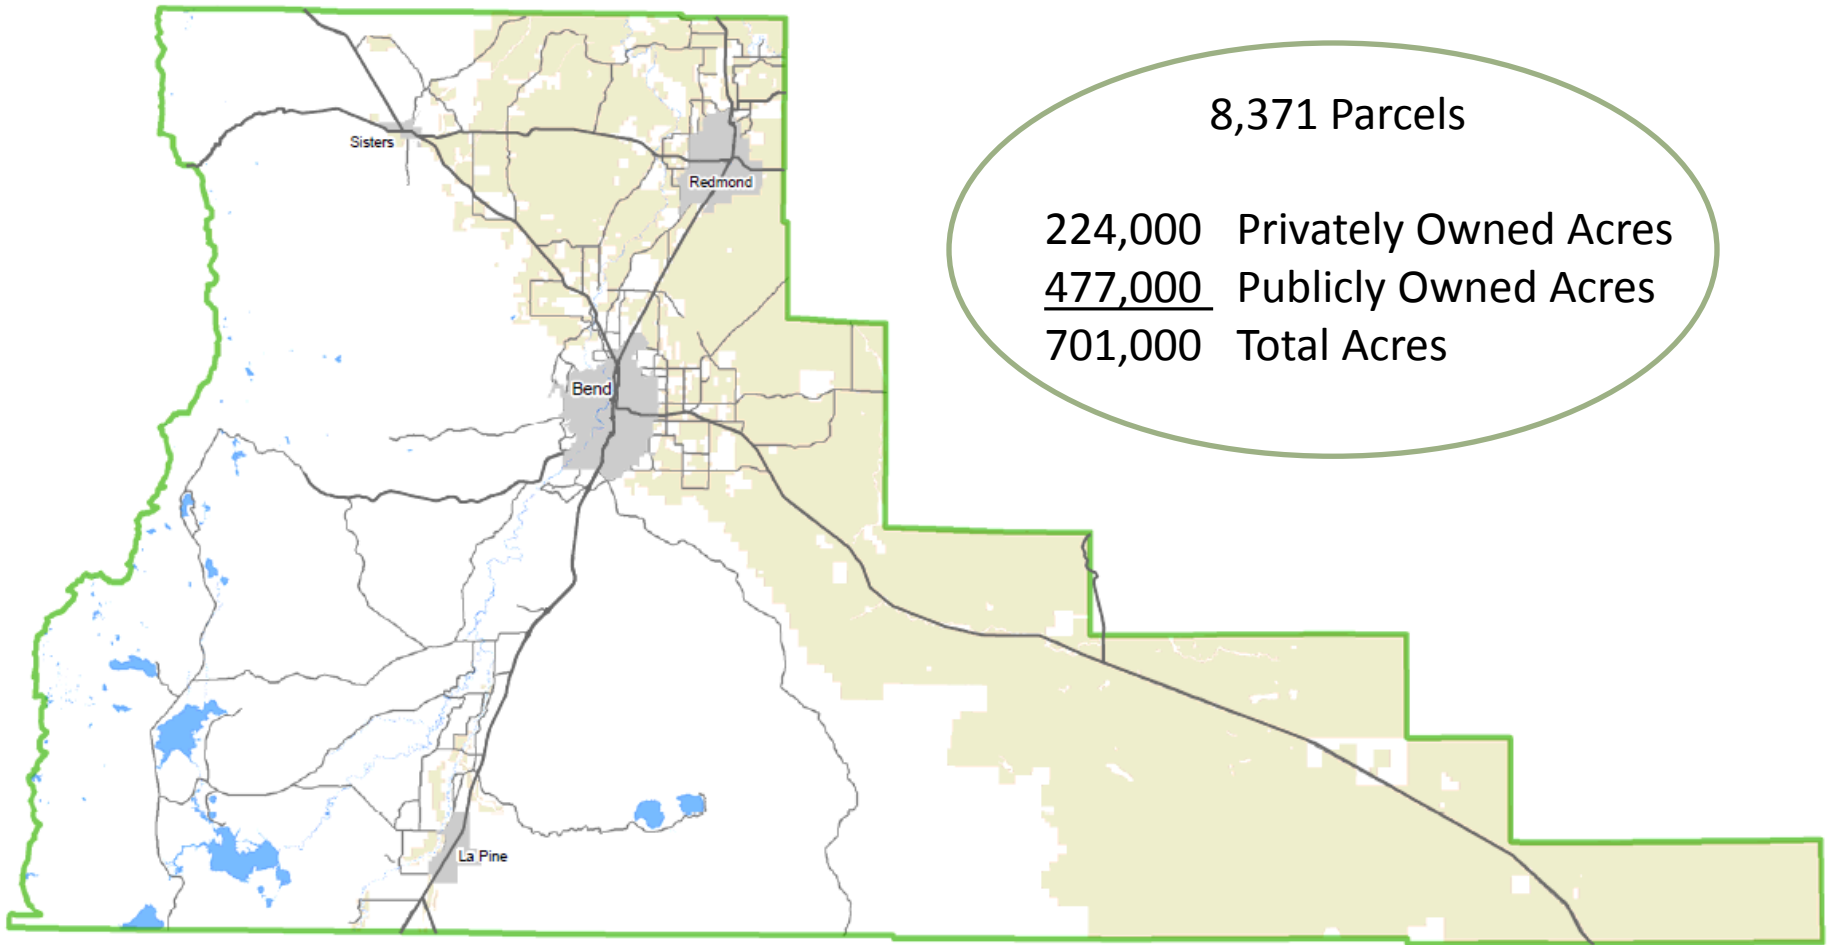 8,371 Parcels
224,000 Privately Owned Acres
477,000 Publicly Owned Acres
701,000 Total Acres
Sisters
Redmond
Bend
La Pine